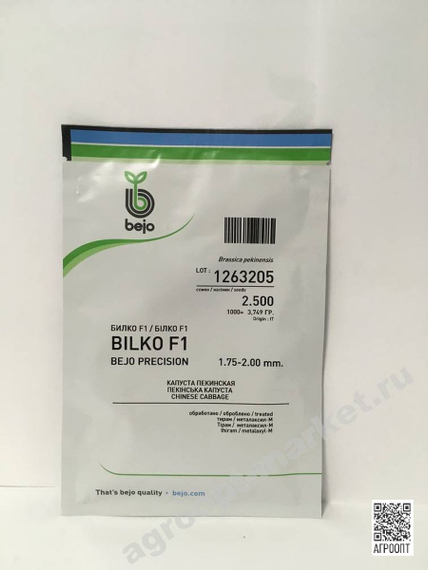 bejo
Brassica pekinensis
LOT : 1263205
семян / насінин / seeds
2.500
1000= 3,749 ГР.
Origin : IT
БИЛКО F1 / БІЛКО F1
BILKO F1
BEJO PRECISION 1.75-2.00 mm.
КАПУСТА ПЕКИНСКАЯ
ПЕКІНСЬКА КАПУСТА
CHINESE CABBAGE
обработано / оброблено / treated
тирам / металаксил-М
Тірам / металаксил-М
thiram / metalaxyl-M
That's bejo quality • bejo.com
АГРООПТ